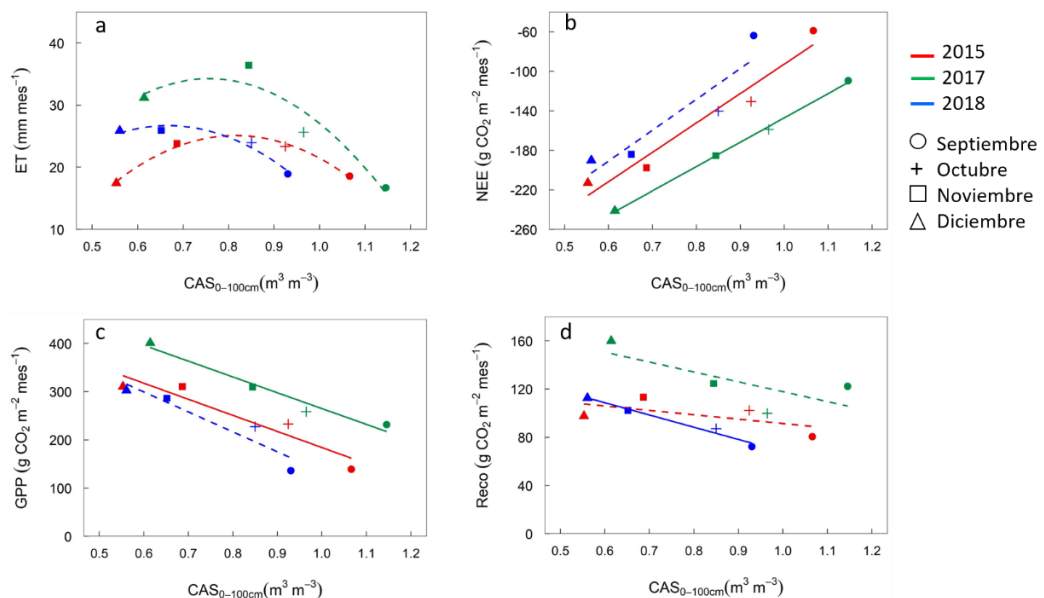 a
ET (mm mes⁻¹)
40
30
20
10
0.5 0.6 0.7 0.8 0.9 1.0 1.1 1.2
CAS₀₋₁₀₀cm(m³ m⁻³)
b
NEE (g CO₂ m⁻² mes⁻¹)
-60
-100
-140
-180
-220
-260
0.5 0.6 0.7 0.8 0.9 1.0 1.1 1.2
CAS₀₋₁₀₀cm(m³ m⁻³)
2015
2017
2018
Septiembre
Octubre
Noviembre
Diciembre
c
GPP (g CO₂ m⁻² mes⁻¹)
400
300
200
100
0
0.5 0.6 0.7 0.8 0.9 1.0 1.1 1.2
CAS₀₋₁₀₀cm(m³ m⁻³)
d
Reco (g CO₂ m⁻² mes⁻¹)
160
120
80
40
0
0.5 0.6 0.7 0.8 0.9 1.0 1.1 1.2
CAS₀₋₁₀₀cm(m³ m⁻³)